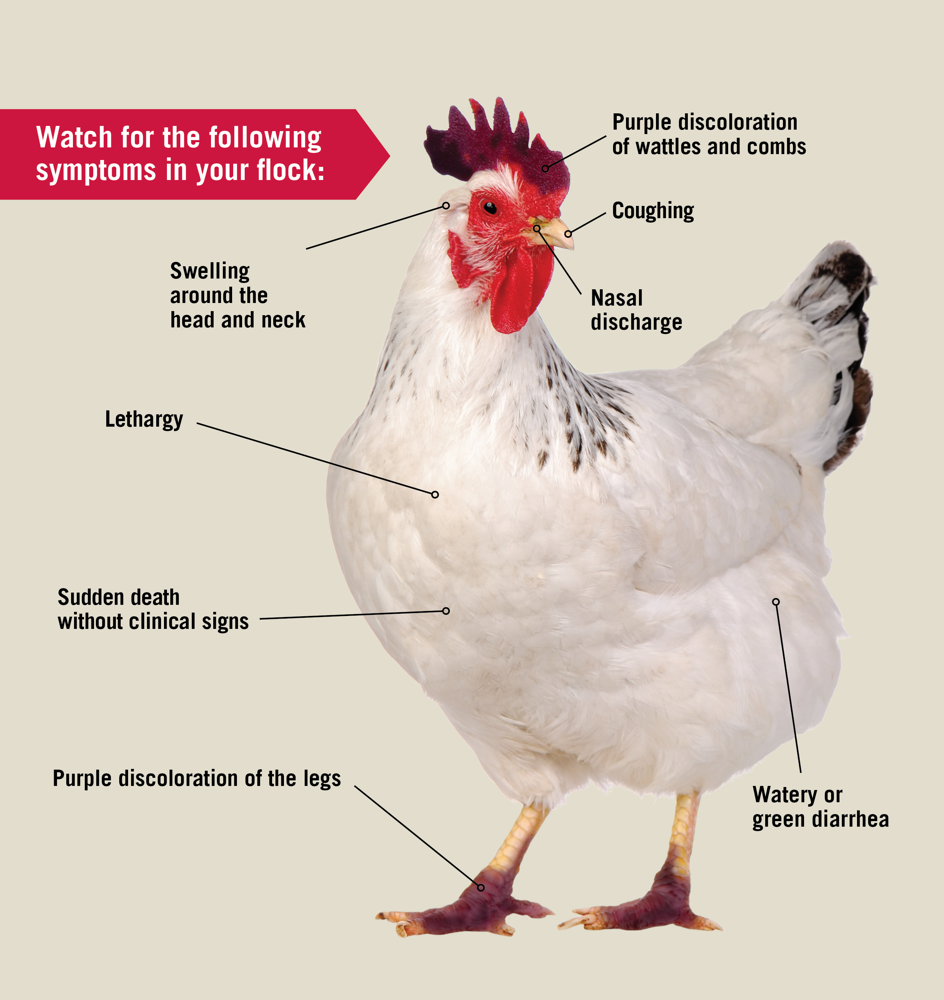 Watch for the following
symptoms in your flock:
Purple discoloration
of wattles and combs
Coughing
Swelling
around the
head and neck
Nasal
discharge
Lethargy
Sudden death
without clinical signs
Purple discoloration of the legs
Watery or
green diarrhea